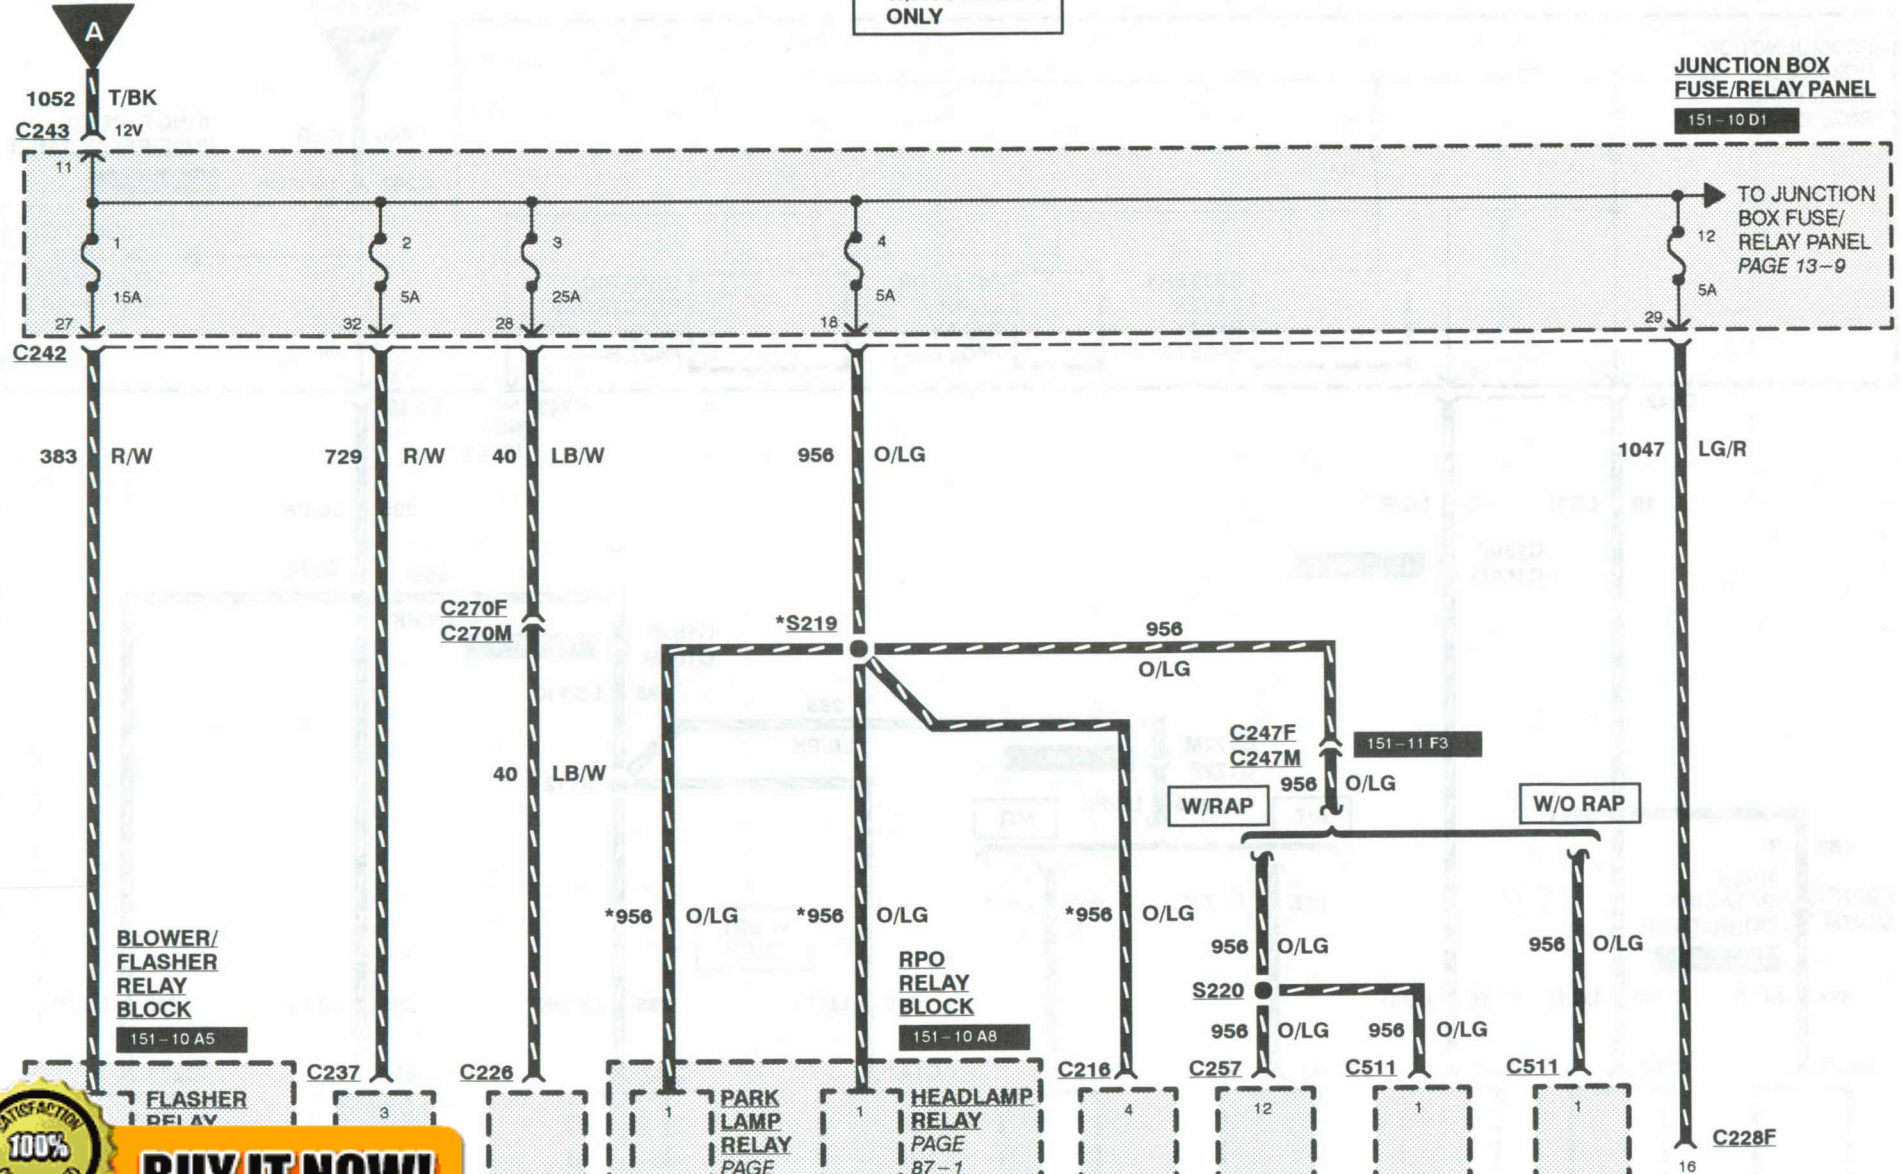 ONLY
A
1052 T/BK
C243 12V
11
JUNCTION BOX
FUSE/RELAY PANEL
151-10 D1
TO JUNCTION
BOX FUSE/
RELAY PANEL
PAGE 13-9
1
15A
27
2
5A
32
3
25A
28
4
5A
18
12
5A
29
C242
383 R/W
729 R/W
40 LB/W
956 O/LG
1047 LG/R
C270F
C270M
*S219
956
O/LG
C247F
C247M
151-11 F3
956 O/LG
40 LB/W
W/RAP
W/O RAP
*956 O/LG
*956 O/LG
*956 O/LG
956 O/LG
956 O/LG
S220
956 O/LG
956 O/LG
BLOWER/
FLASHER
RELAY
BLOCK
151-10 A5
RPO
RELAY
BLOCK
151-10 A8
C237
C226
C216
C257
C511
C511
FLASHER
RELAY
3
1
PARK
LAMP
RELAY
PAGE
1
HEADLAMP
RELAY
PAGE
87-1
4
12
1
1
C228F
16
SATISFACTION
100%
BUY IT NOW!